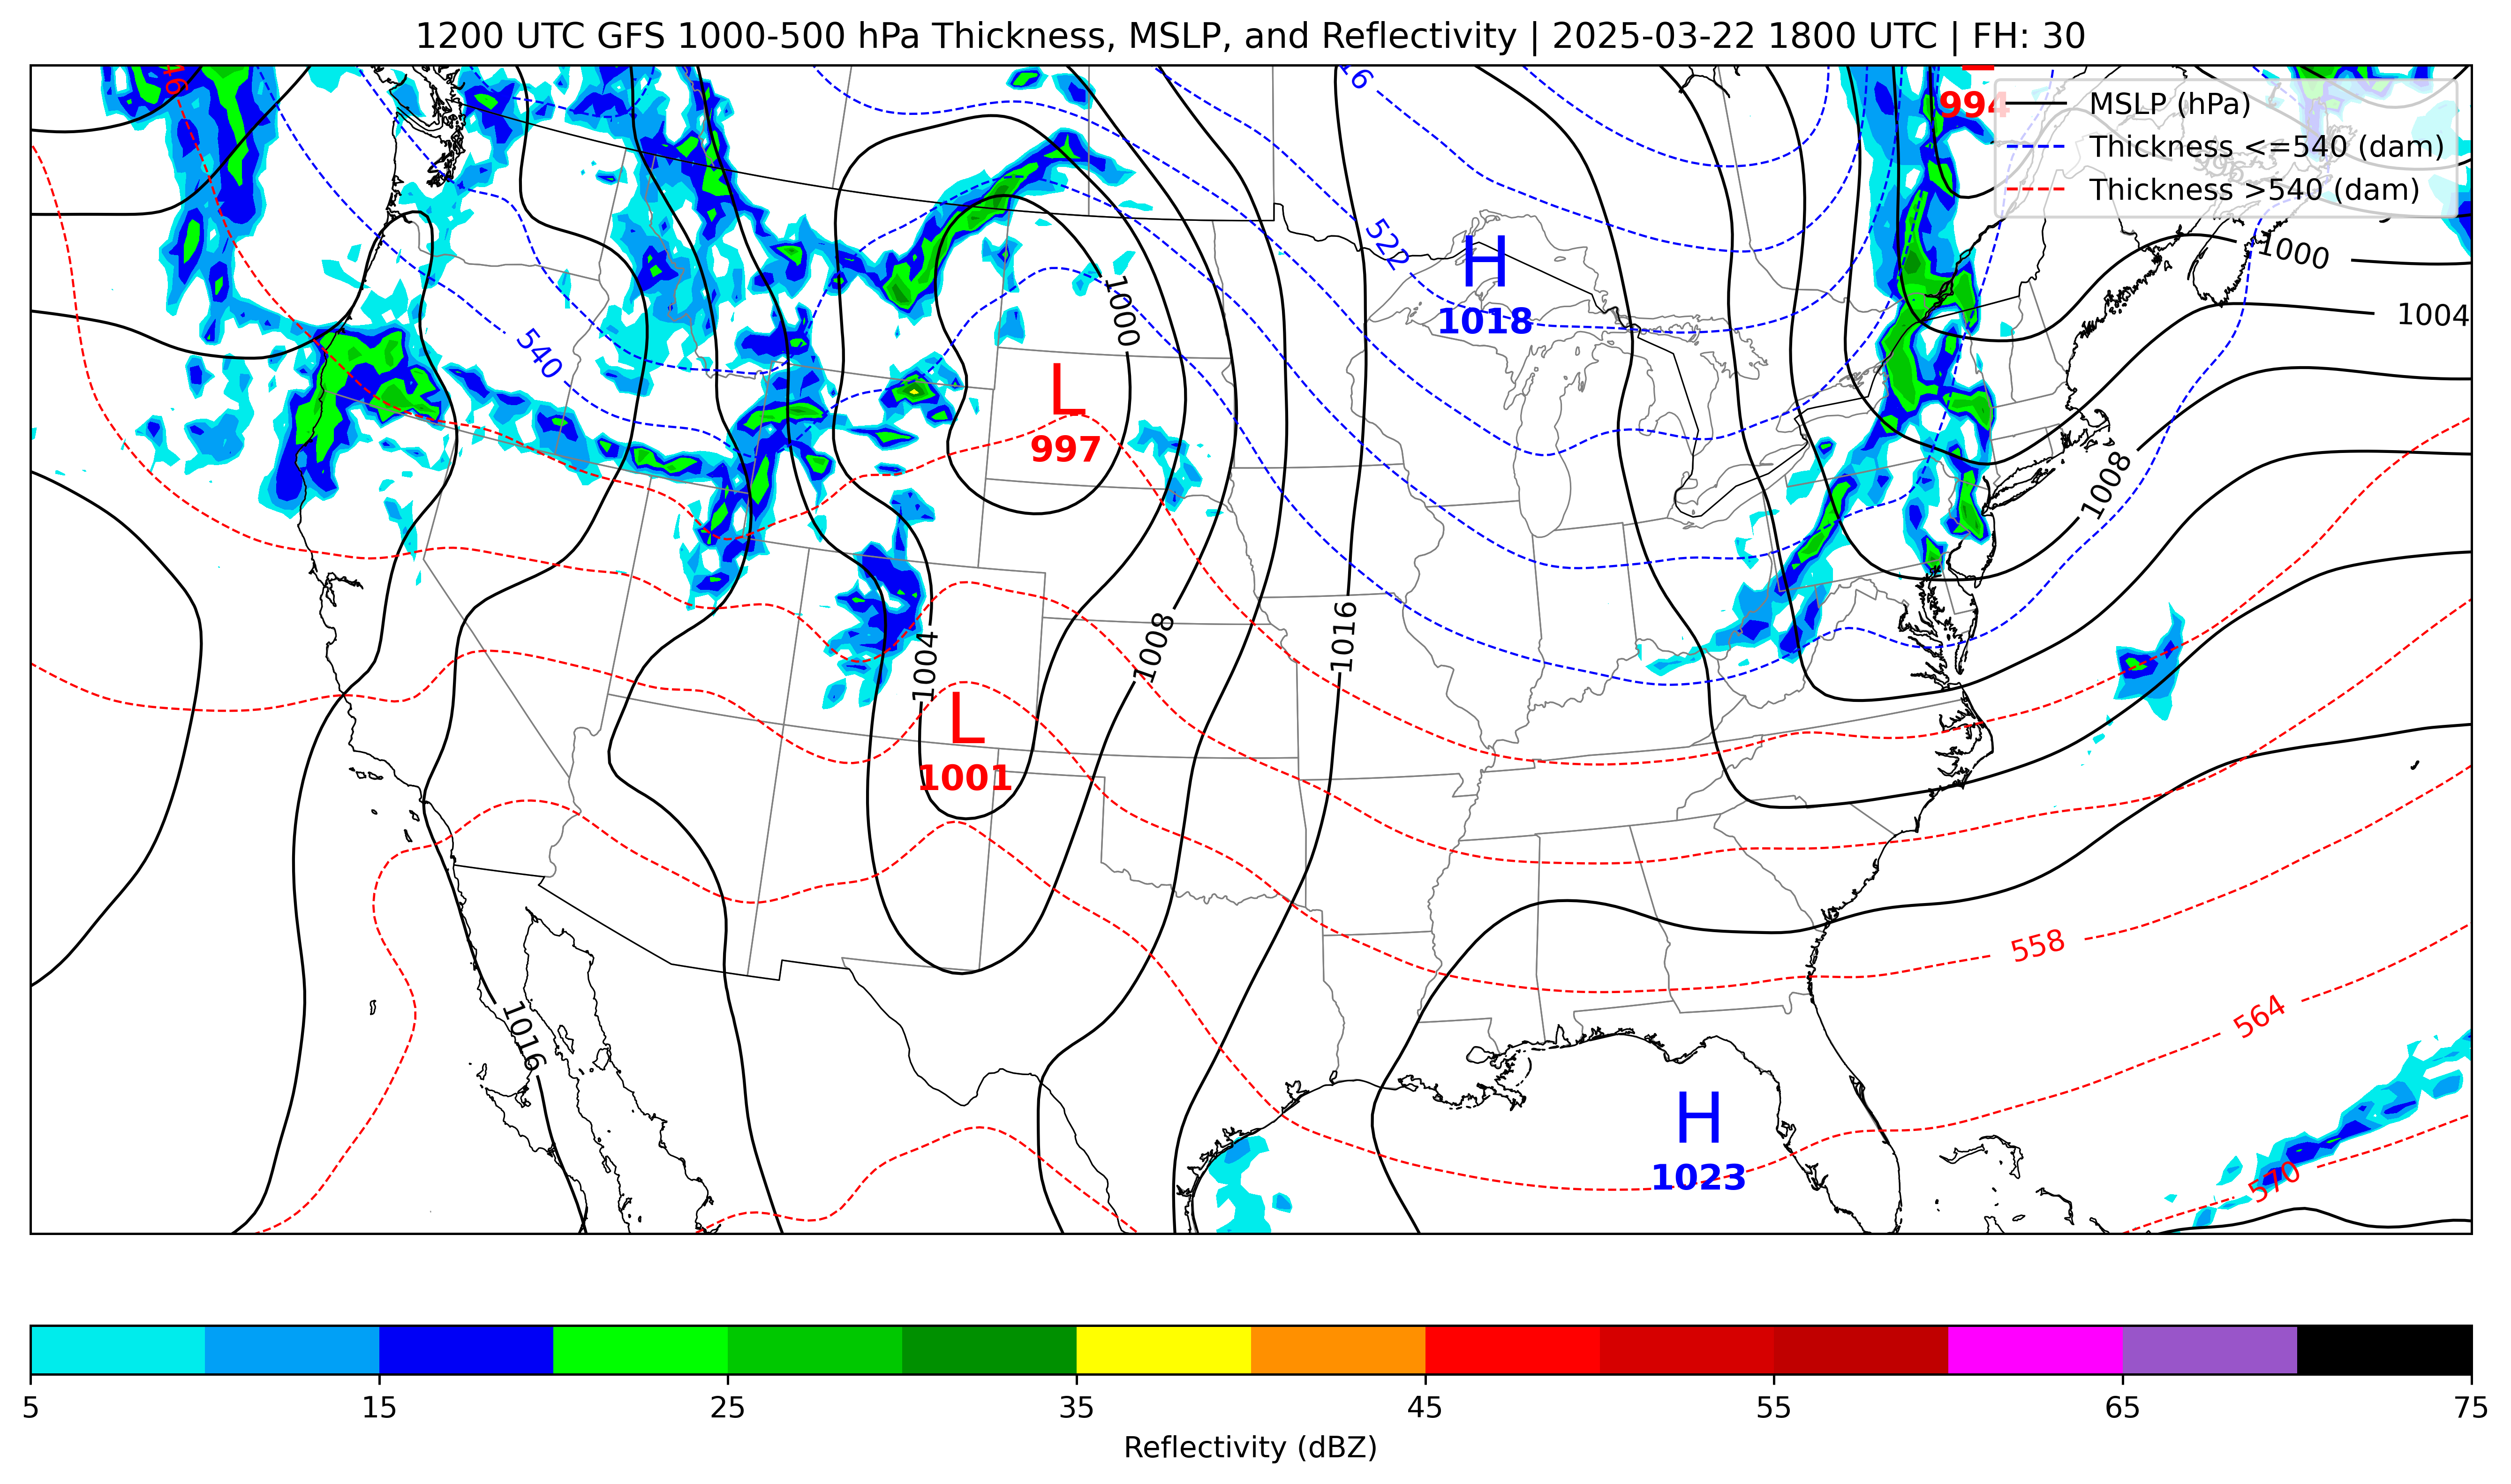 1200 UTC GFS 1000-500 hPa Thickness, MSLP, and Reflectivity | 2025-03-22 1800 UTC | FH: 30
L
994
MSLP (hPa)
Thickness <=540 (dam)
Thickness >540 (dam)
522
H
1018
1000
1000
1004
540
L
997
1008
1004
1008
1016
L
1001
558
564
1016
H
1023
570
5
15
25
35
45
55
65
75
Reflectivity (dBZ)